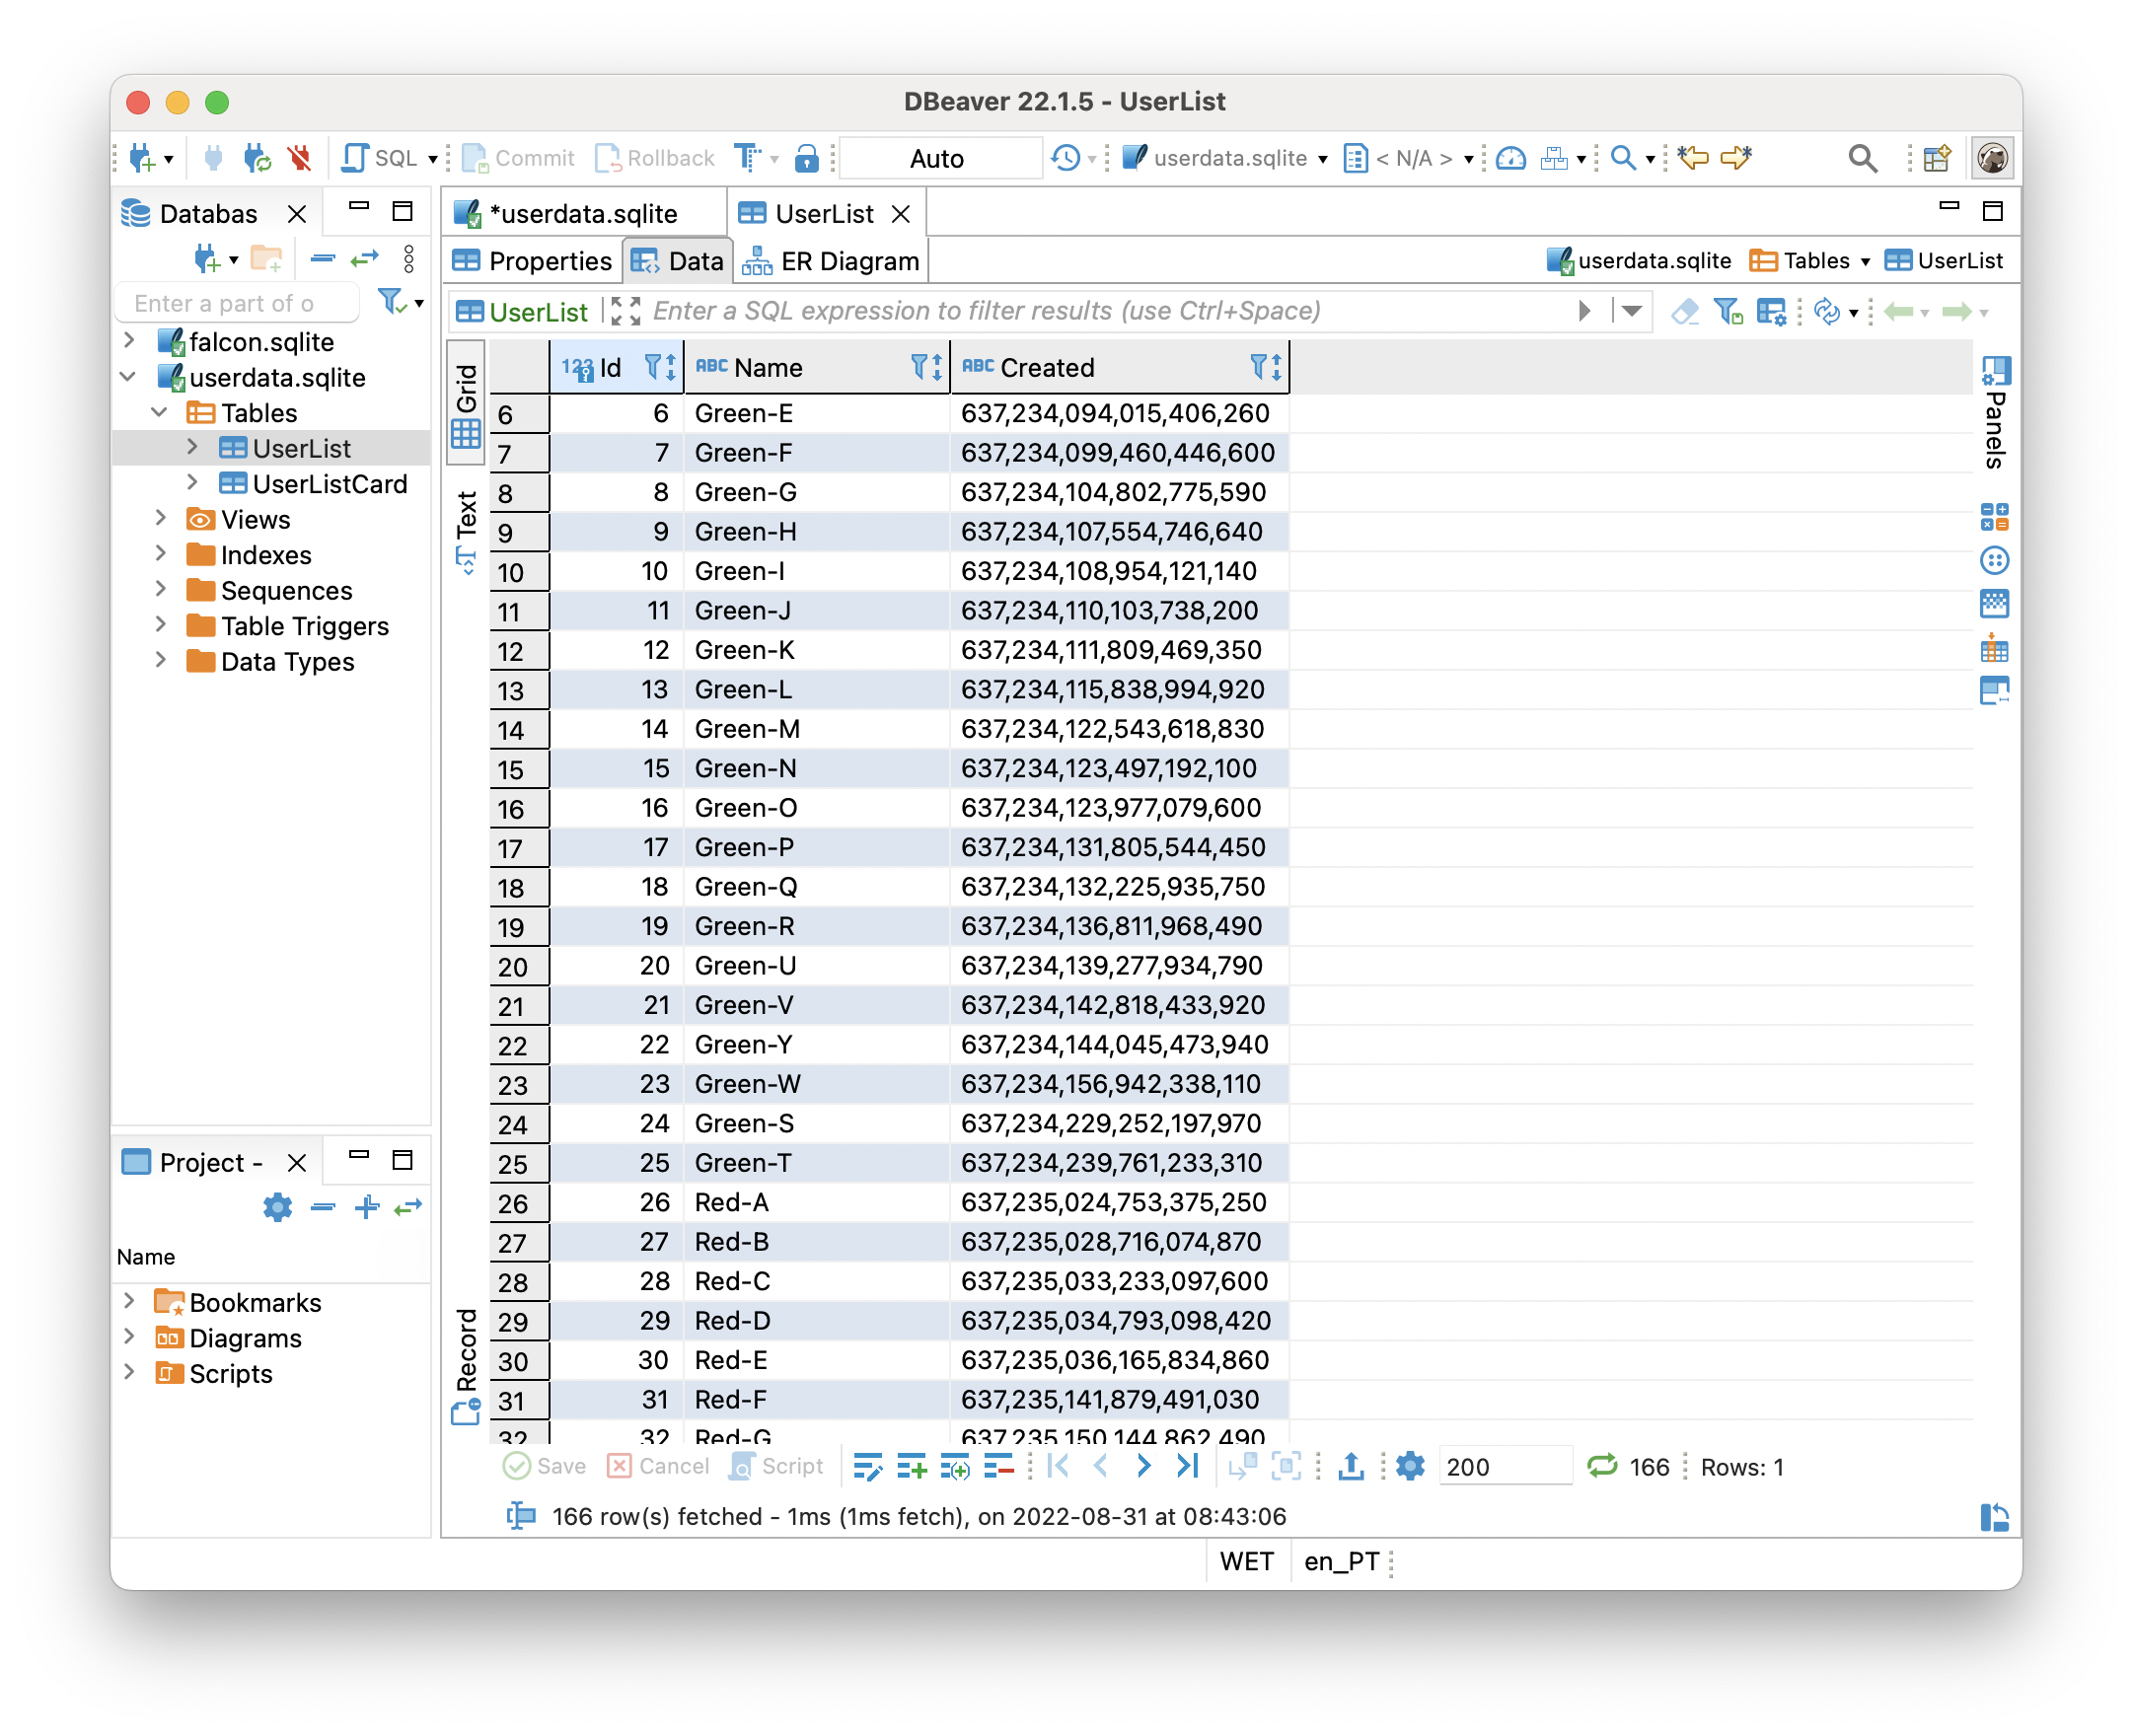 DBeaver 22.1.5 - UserList
SQL Commit Rollback Auto userdata.sqlite < N/A >
Databas
*userdata.sqlite UserList
Properties Data ER Diagram userdata.sqlite Tables UserList
Enter a part of o
UserList Enter a SQL expression to filter results (use Ctrl+Space)
falcon.sqlite
userdata.sqlite
Tables
UserList
UserListCard
Views
Indexes
Sequences
Table Triggers
Data Types
Project -
Name
Bookmarks
Diagrams
Scripts
Grid
Text
Record
123 Id ABC Name ABC Created
6 6 Green-E 637,234,094,015,406,260
7 7 Green-F 637,234,099,460,446,600
8 8 Green-G 637,234,104,802,775,590
9 9 Green-H 637,234,107,554,746,640
10 10 Green-I 637,234,108,954,121,140
11 11 Green-J 637,234,110,103,738,200
12 12 Green-K 637,234,111,809,469,350
13 13 Green-L 637,234,115,838,994,920
14 14 Green-M 637,234,122,543,618,830
15 15 Green-N 637,234,123,497,192,100
16 16 Green-O 637,234,123,977,079,600
17 17 Green-P 637,234,131,805,544,450
18 18 Green-Q 637,234,132,225,935,750
19 19 Green-R 637,234,136,811,968,490
20 20 Green-U 637,234,139,277,934,790
21 21 Green-V 637,234,142,818,433,920
22 22 Green-Y 637,234,144,045,473,940
23 23 Green-W 637,234,156,942,338,110
24 24 Green-S 637,234,229,252,197,970
25 25 Green-T 637,234,239,761,233,310
26 26 Red-A 637,235,024,753,375,250
27 27 Red-B 637,235,028,716,074,870
28 28 Red-C 637,235,033,233,097,600
29 29 Red-D 637,235,034,793,098,420
30 30 Red-E 637,235,036,165,834,860
31 31 Red-F 637,235,141,879,491,030
32 32 Red-G 637,235,150,144,862,490
Panels
Save Cancel Script 200 166 Rows: 1
166 row(s) fetched - 1ms (1ms fetch), on 2022-08-31 at 08:43:06
WET en_PT